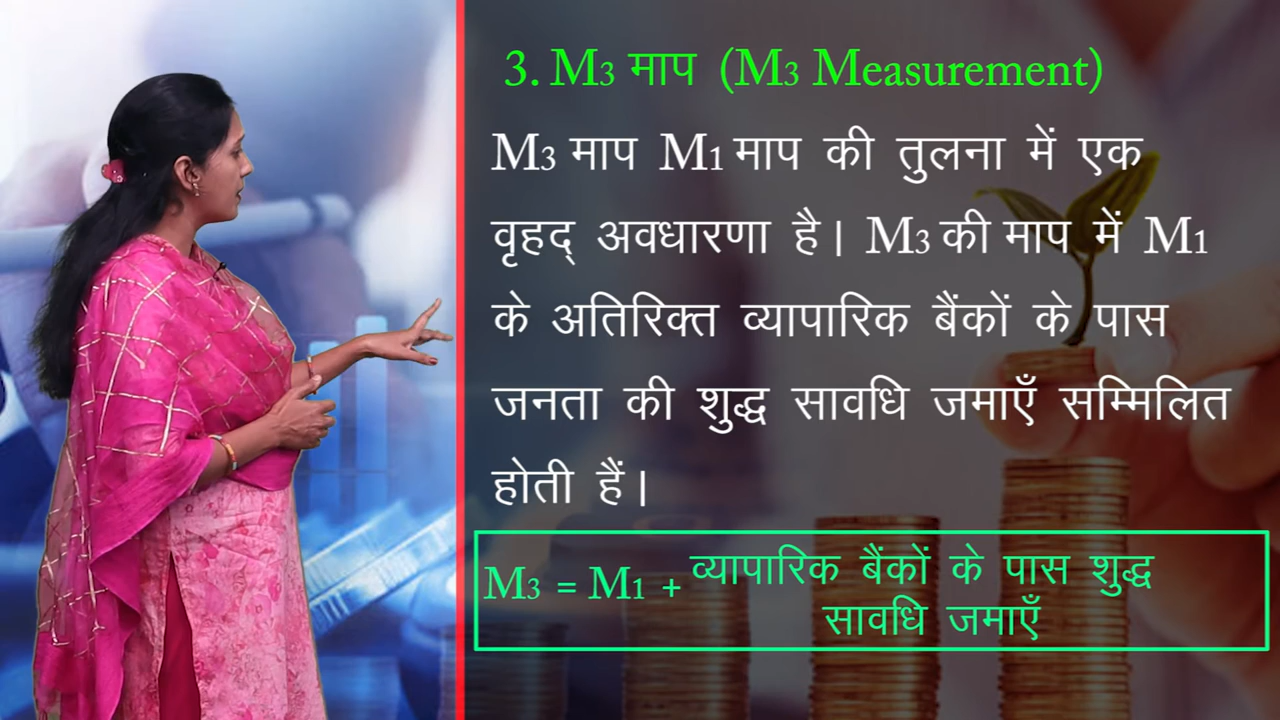 3. M3 माप (M3 Measurement)
M3 माप M1 माप की तुलना में एक
वृहद् अवधारणा है। M3 की माप में M1
के अतिरिक्त व्यापारिक बैंकों के पास
जनता की शुद्ध सावधि जमाएँ सम्मिलित
होती हैं।
M3 = M1 + व्यापारिक बैंकों के पास शुद्ध
सावधि जमाएँ